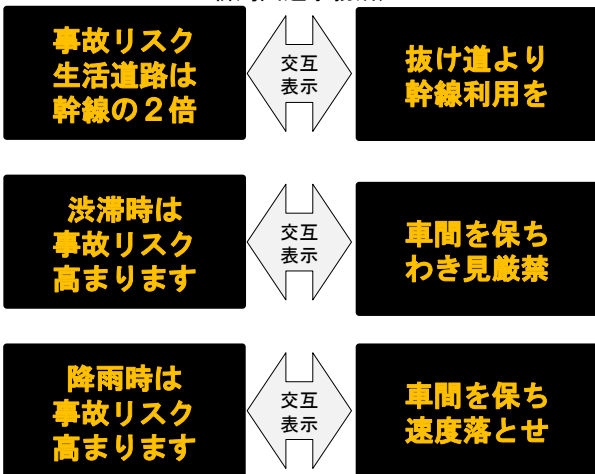 事故リスク
生活道路は
幹線の２倍
交互
表示
抜け道より
幹線利用を
渋滞時は
事故リスク
高まります
交互
表示
車間を保ち
わき見厳禁
降雨時は
事故リスク
高まります
交互
表示
車間を保ち
速度落とせ